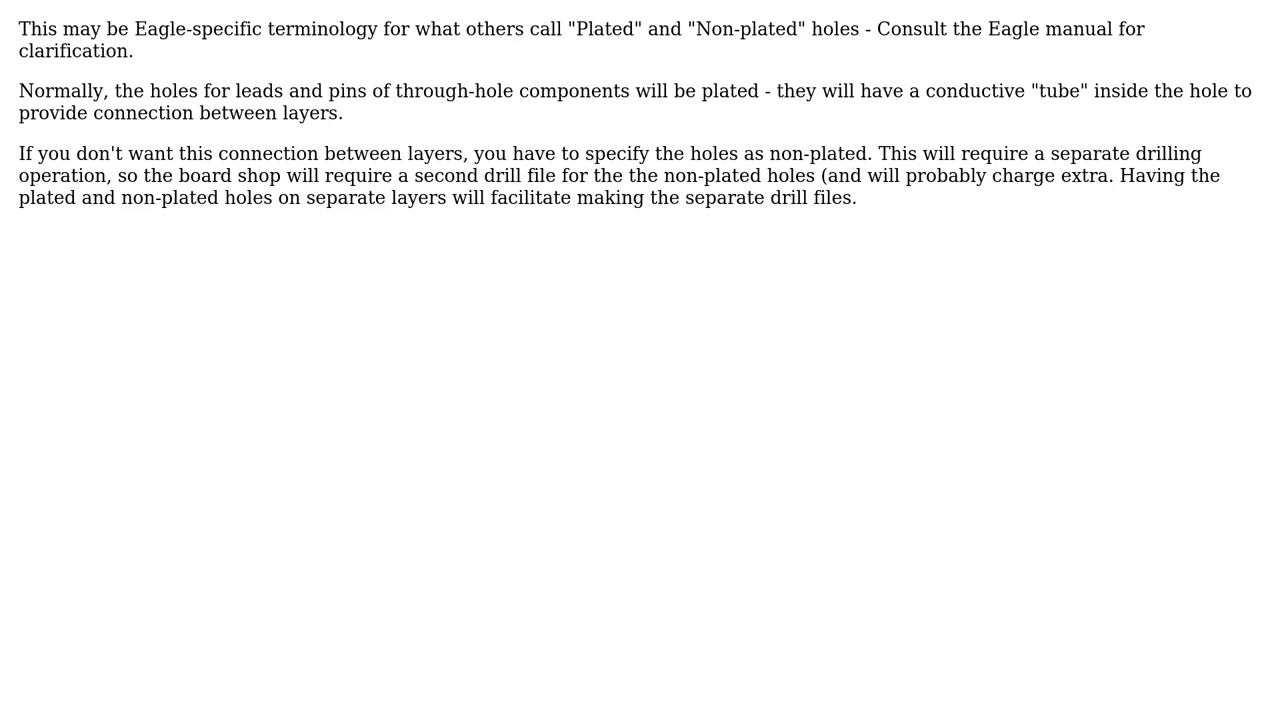 This may be Eagle-specific terminology for what others call "Plated" and "Non-plated" holes - Consult the Eagle manual for
clarification.
Normally, the holes for leads and pins of through-hole components will be plated - they will have a conductive "tube" inside the hole to
provide connection between layers.
If you don't want this connection between layers, you have to specify the holes as non-plated. This will require a separate drilling
operation, so the board shop will require a second drill file for the the non-plated holes (and will probably charge extra. Having the
plated and non-plated holes on separate layers will facilitate making the separate drill files.